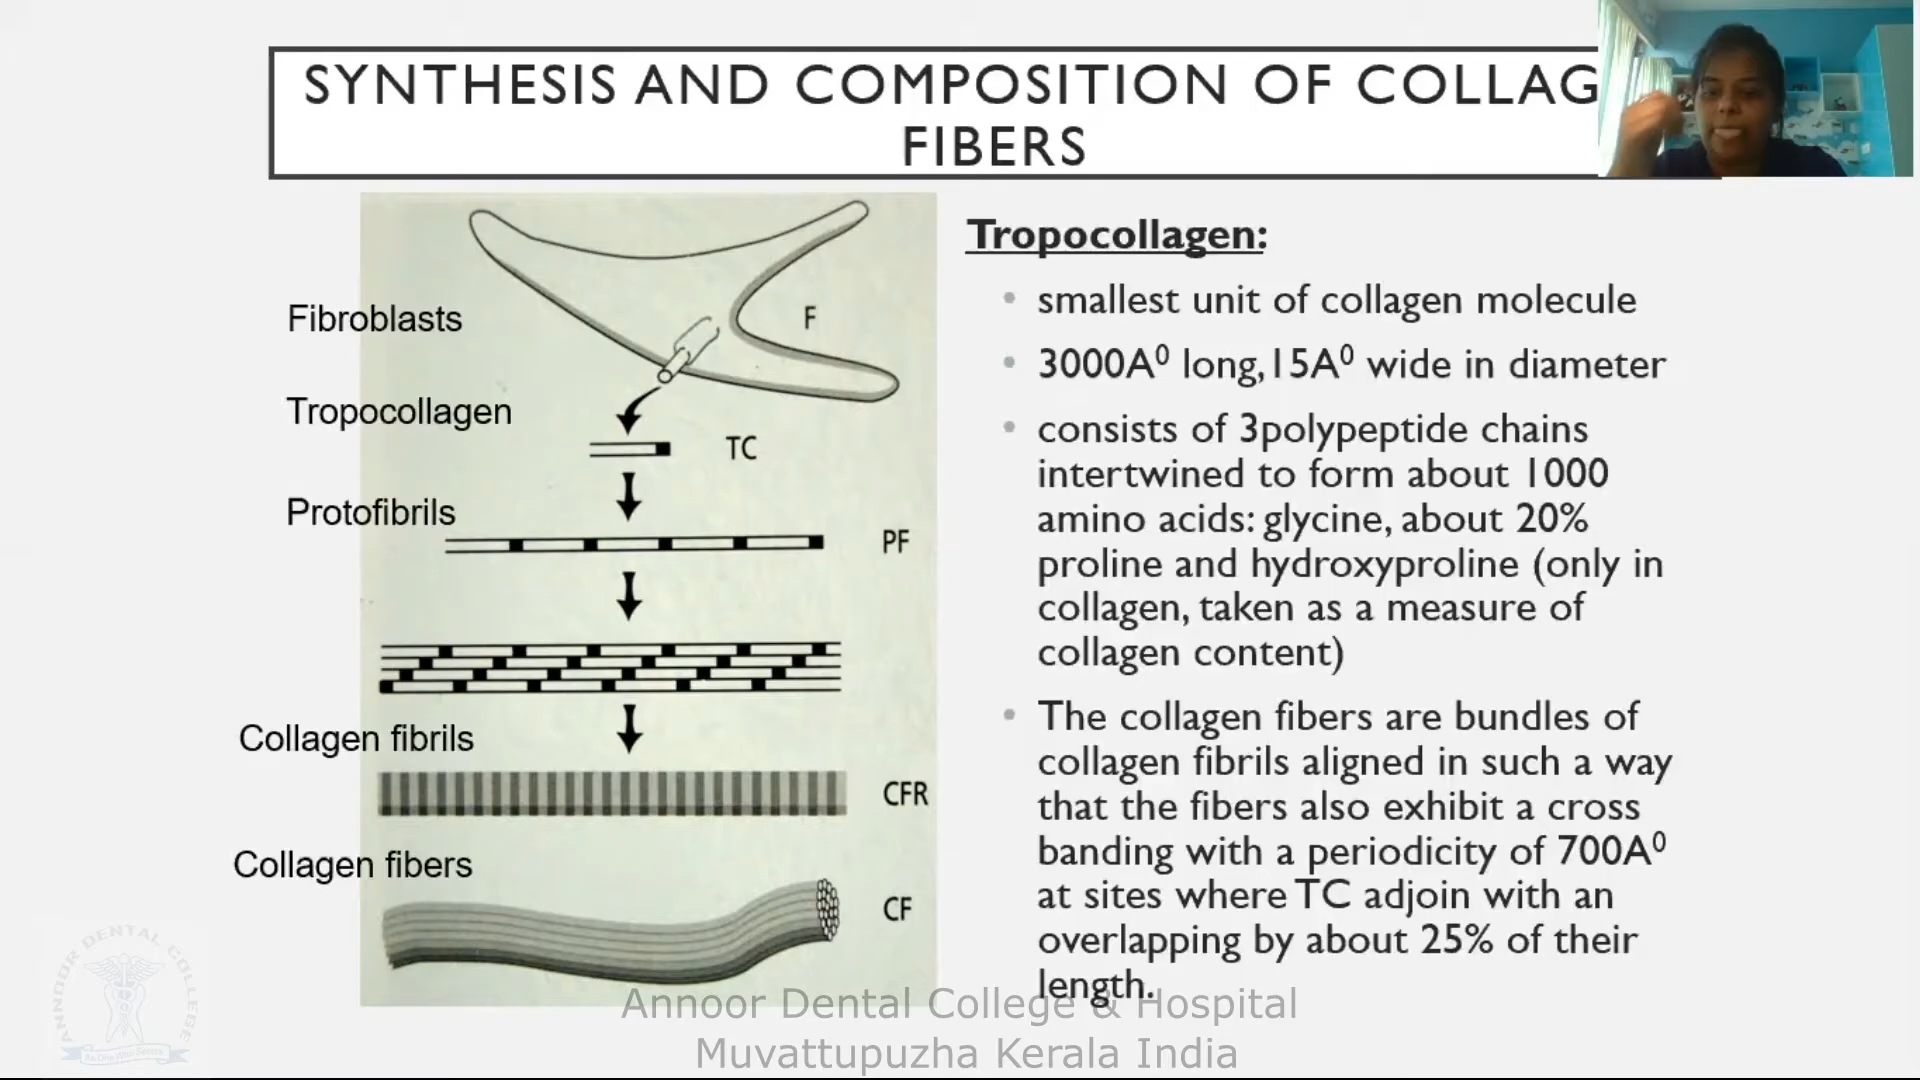 SYNTHESIS AND COMPOSITION OF COLLAG
FIBERS
Fibroblasts
F
Tropocollagen
TC
Protofibrils
PF
Collagen fibrils
CFR
Collagen fibers
CF
Tropocollagen:
• smallest unit of collagen molecule
• 3000A⁰ long,15A⁰ wide in diameter
• consists of 3polypeptide chains
intertwined to form about 1000
amino acids: glycine, about 20%
proline and hydroxyproline (only in
collagen, taken as a measure of
collagen content)
• The collagen fibers are bundles of
collagen fibrils aligned in such a way
that the fibers also exhibit a cross
banding with a periodicity of 700A⁰
at sites where TC adjoin with an
overlapping by about 25% of their
length.
ANNOOR DENTAL COLLEGE
Annoor Dental College & Hospital
Muvattupuzha Kerala India